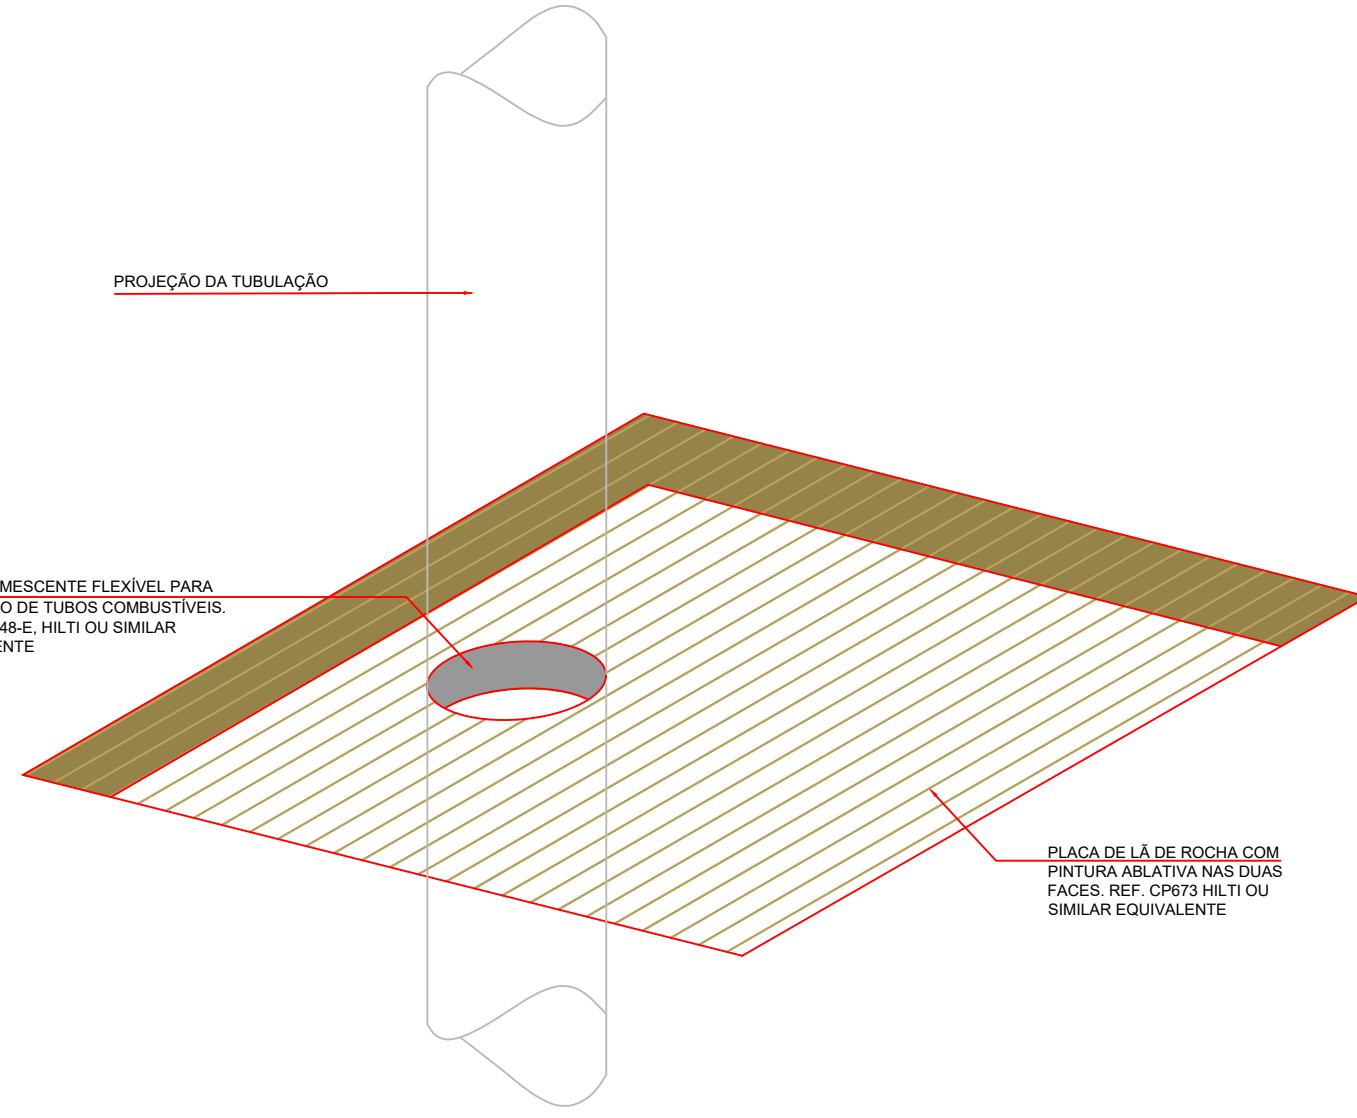 PROJEÇÃO DA TUBULAÇÃO
MESCENTE FLEXÍVEL PARA
O DE TUBOS COMBUSTÍVEIS.
48-E, HILTI OU SIMILAR
ENTE
PLACA DE LÃ DE ROCHA COM
PINTURA ABLATIVA NAS DUAS
FACES. REF. CP673 HILTI OU
SIMILAR EQUIVALENTE